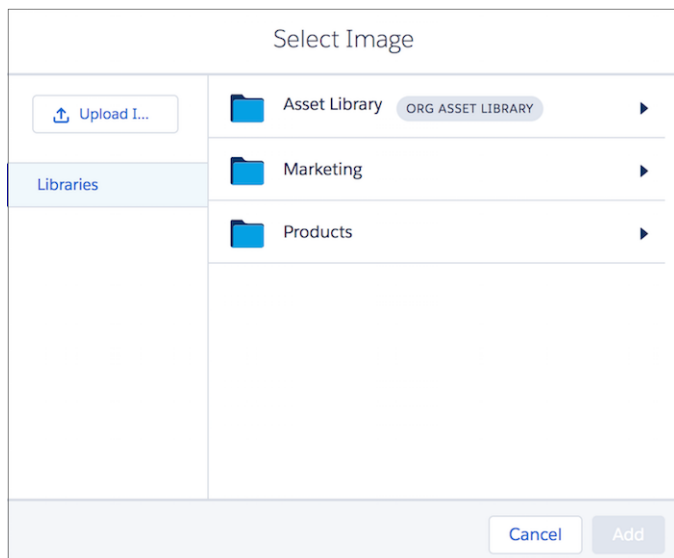 Select Image
Upload I...
Libraries
Asset Library ORG ASSET LIBRARY
Marketing
Products
Cancel Add